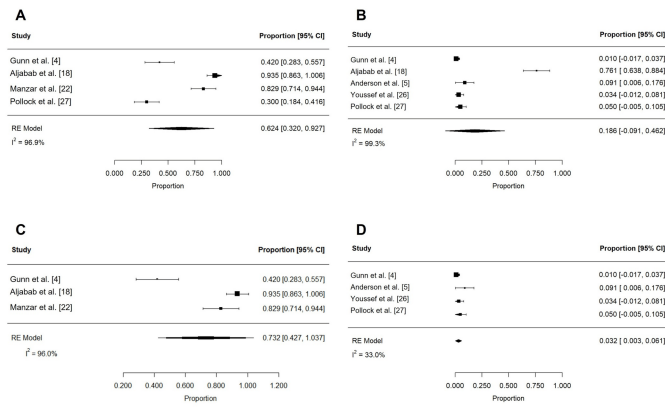 A
Study Proportion [95% CI]
Gunn et al. [4] 0.420 [0.283, 0.557]
Aljabab et al. [18] 0.935 [0.863, 1.006]
Manzar et al. [22] 0.829 [0.714, 0.944]
Pollock et al. [27] 0.300 [0.184, 0.416]
RE Model 0.624 [0.320, 0.927]
I² = 96.9%
0.000 0.200 0.400 0.600 0.800 1.000
Proportion
B
Study Proportion [95% CI]
Gunn et al. [4] 0.010 [-0.017, 0.037]
Aljabab et al. [18] 0.761 [0.638, 0.884]
Anderson et al. [5] 0.091 [ 0.006, 0.176]
Youssef et al. [26] 0.034 [-0.012, 0.081]
Pollock et al. [27] 0.050 [-0.005, 0.105]
RE Model 0.186 [-0.091, 0.462]
I² = 99.3%
0.000 0.250 0.500 0.750 1.000
Proportion
C
Study Proportion [95% CI]
Gunn et al. [4] 0.420 [0.283, 0.557]
Aljabab et al. [18] 0.935 [0.863, 1.006]
Manzar et al. [22] 0.829 [0.714, 0.944]
RE Model 0.732 [0.427, 1.037]
I² = 96.0%
0.200 0.400 0.600 0.800 1.000 1.200
Proportion
D
Study Proportion [95% CI]
Gunn et al. [4] 0.010 [-0.017, 0.037]
Anderson et al. [5] 0.091 [ 0.006, 0.176]
Youssef et al. [26] 0.034 [-0.012, 0.081]
Pollock et al. [27] 0.050 [-0.005, 0.105]
RE Model 0.032 [ 0.003, 0.061]
I² = 33.0%
0.000 0.250 0.500 0.750 1.000
Proportion